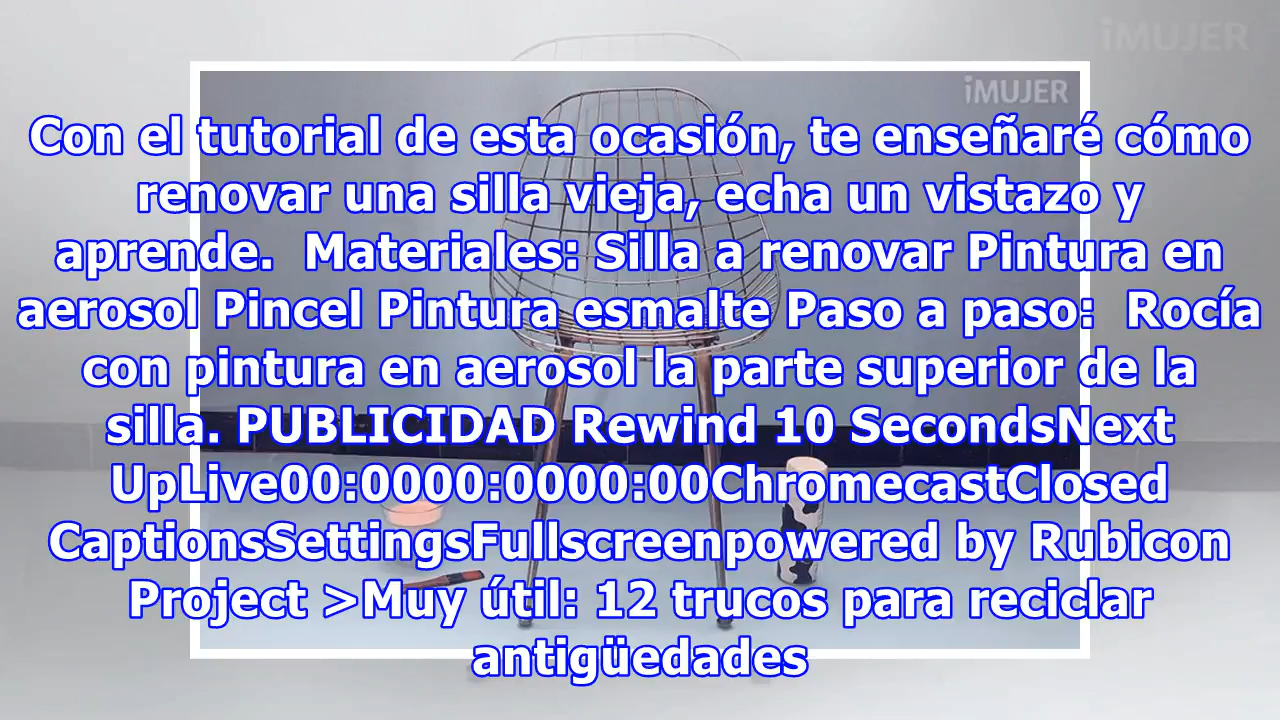 iMUJER
iMUJER
Con el tutorial de esta ocasión, te enseñaré cómo
renovar una silla vieja, echa un vistazo y
aprende.  Materiales: Silla a renovar Pintura en
aerosol Pincel Pintura esmalte Paso a paso:  Rocía
con pintura en aerosol la parte superior de la
silla. PUBLICIDAD Rewind 10 SecondsNext
UpLive00:0000:0000:00ChromecastClosed
CaptionsSettingsFullscreenpowered by Rubicon
Project >Muy útil: 12 trucos para reciclar
antigüedades